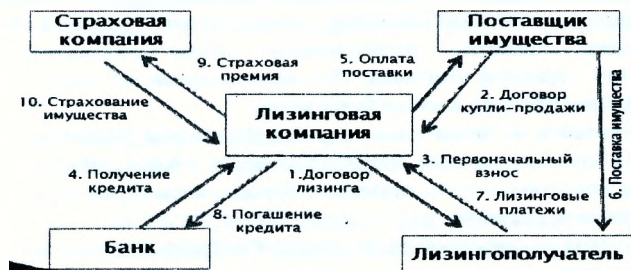 Страховая
компания
Поставщик
имущества
9. Страховая
премия
5. Оплата
поставки
10. Страхование
имущества
2. Договор
купли-продажи
Лизинговая
компания
6. Поставка имущества
4. Получение
кредита
1.Договор
лизинга
3. Первоначальный
взнос
7. Лизинговые
платежи
8. Погашение
кредита
Банк
Лизингополучатель